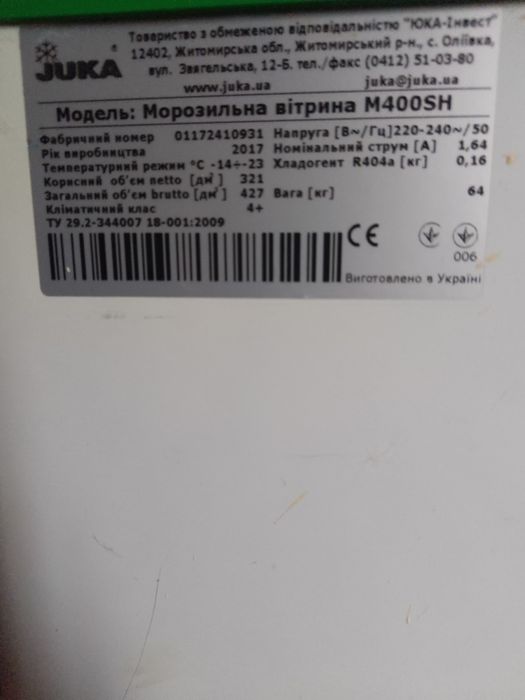 Товариство з обмеженою відповідальністю "ЮКА-Інвест"
12402, Житомирська обл., Житомирський р-н., с. Оліївка,
вул. Звягельська, 12-Б. тел./факс (0412) 51-03-80
JUKA®
www.juka.ua juka@juka.ua
Модель: Морозильна вітрина M400SH
Фабричний номер 01172410931 Напруга [В~/Гц] 220-240~/50
Рік виробництва 2017 Номінальний струм [А] 1,64
Температурний режим °С -14÷-23 Хладогент R404a [кг] 0,16
Корисний об'єм netto [дм³] 321
Загальний об'єм brutto [дм³] 427 Вага [кг] 64
Кліматичний клас 4+
ТУ 29.2-344007 18-001:2009
CE
006
Виготовлено в Україні